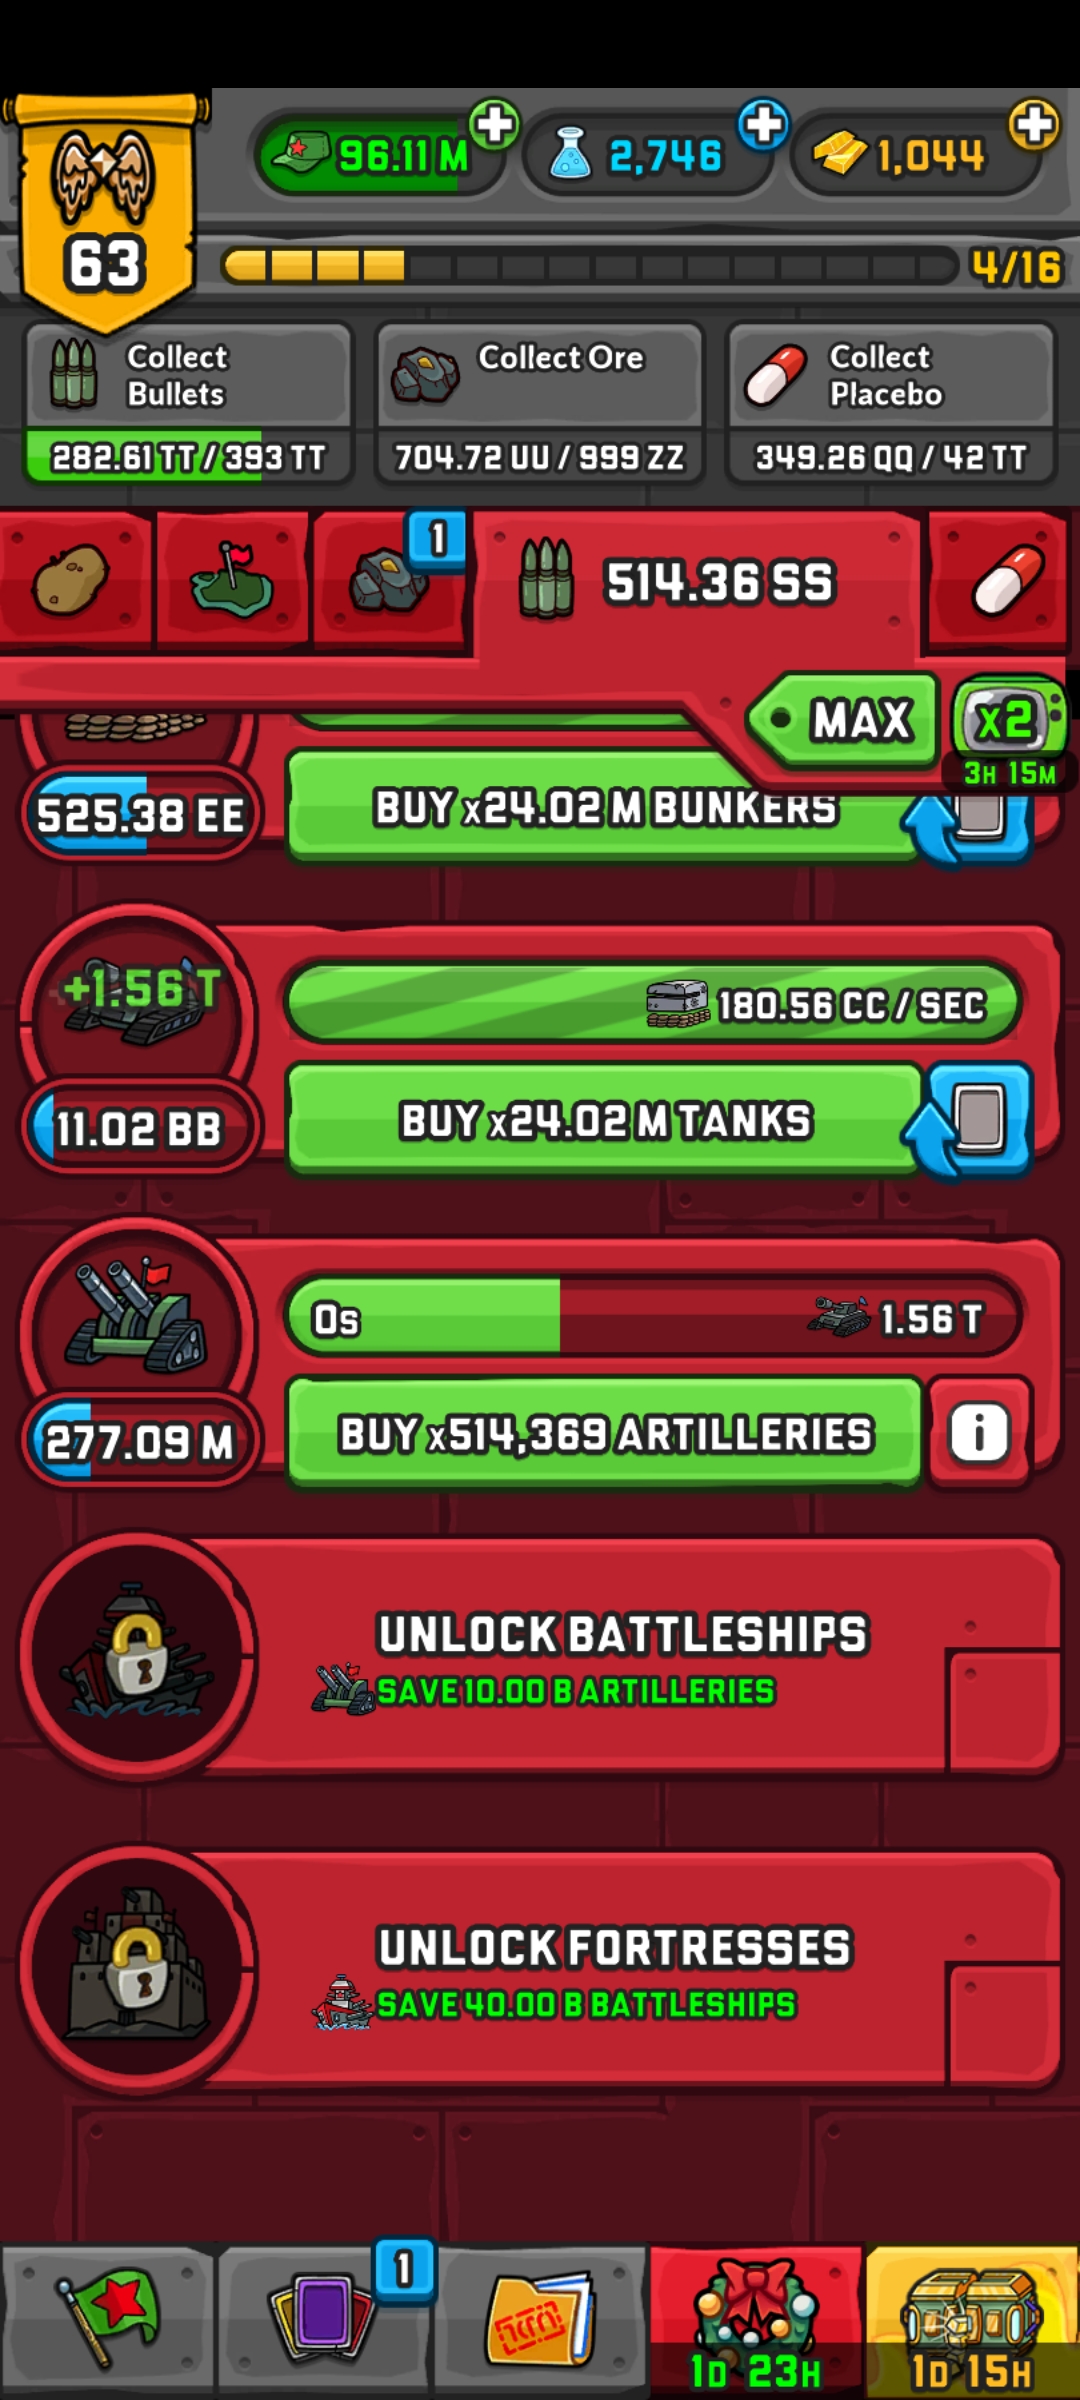 96.11 M
2,746
1,044
63
4/16
Collect
Bullets
282.61 TT / 393 TT
Collect Ore
704.72 UU / 999 ZZ
Collect
Placebo
349.26 QQ / 42 TT
1
514.36 SS
MAX
x2
3H 15M
525.38 EE
BUY x24.02 M BUNKERS
+1.56 T
180.56 CC / SEC
11.02 BB
BUY x24.02 M TANKS
0s
1.56 T
277.09 M
BUY x514,369 ARTILLERIES
i
UNLOCK BATTLESHIPS
SAVE 10.00 B ARTILLERIES
UNLOCK FORTRESSES
SAVE 40.00 B BATTLESHIPS
1
1D 23H
1D 15H